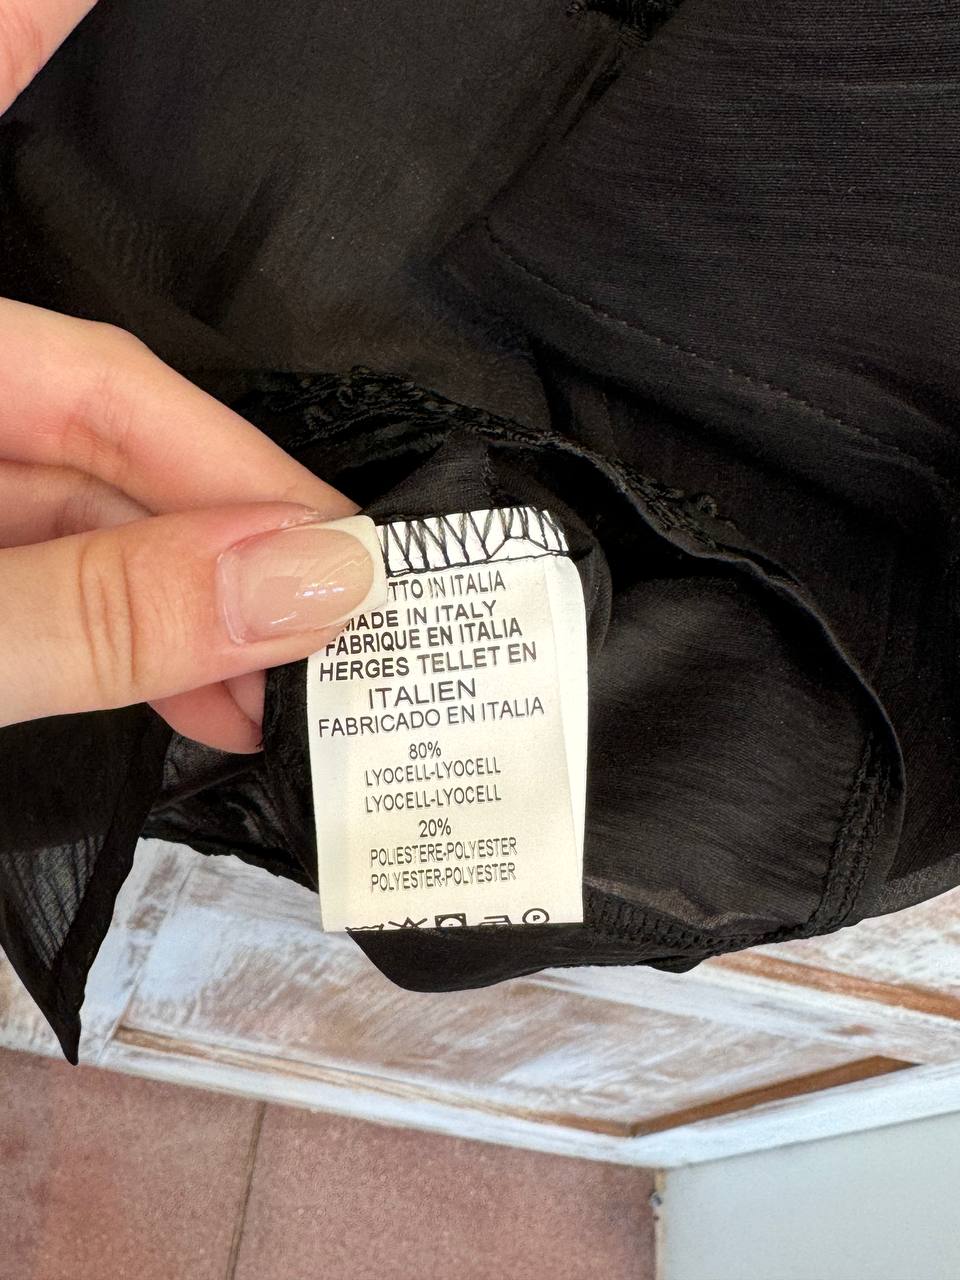 IN ITALIA
MADE IN ITALY
FABRIQUE EN ITALIA
HERGES TELLET EN
ITALIEN
FABRICADO EN ITALIA
80%
LYOCELL-LYOCELL
LYOCELL-LYOCELL
20%
POLIESTERE-POLYESTER
POLYESTER-POLYESTER
P